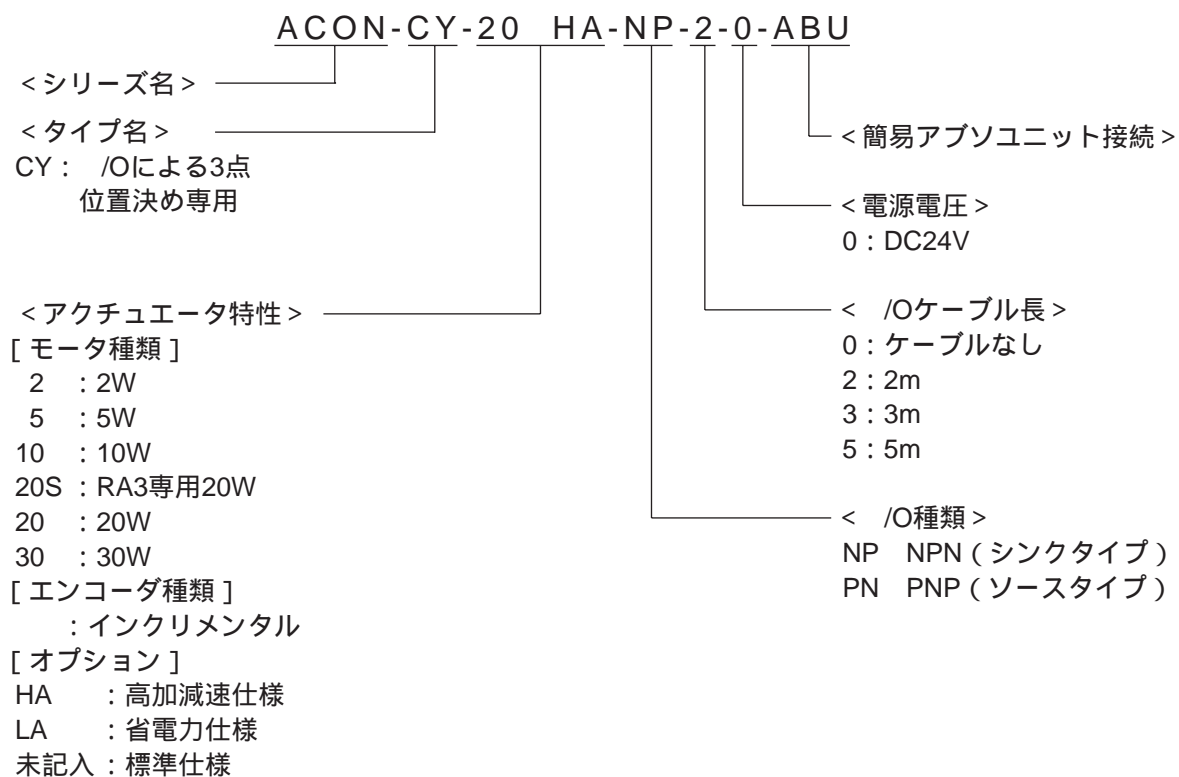 ACON-CY-20 HA-NP-2-0-ABU
<シリーズ名>
<タイプ名>
CY： /Oによる3点
位置決め専用
<アクチュエータ特性>
[モータ種類]
2 ：2W
5 ：5W
10 ：10W
20S ：RA3専用20W
20 ：20W
30 ：30W
[エンコーダ種類]
：インクリメンタル
[オプション]
HA ：高加減速仕様
LA ：省電力仕様
未記入：標準仕様
<簡易アブソユニット接続>
<電源電圧>
0：DC24V
< /Oケーブル長>
0：ケーブルなし
2：2m
3：3m
5：5m
< /O種類>
NP NPN（シンクタイプ）
PN PNP（ソースタイプ）